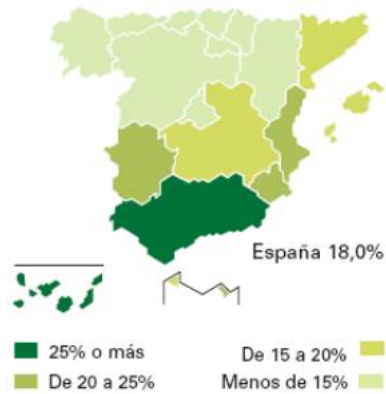 España 18,0%
25% o más
De 15 a 20%
De 20 a 25%
Menos de 15%